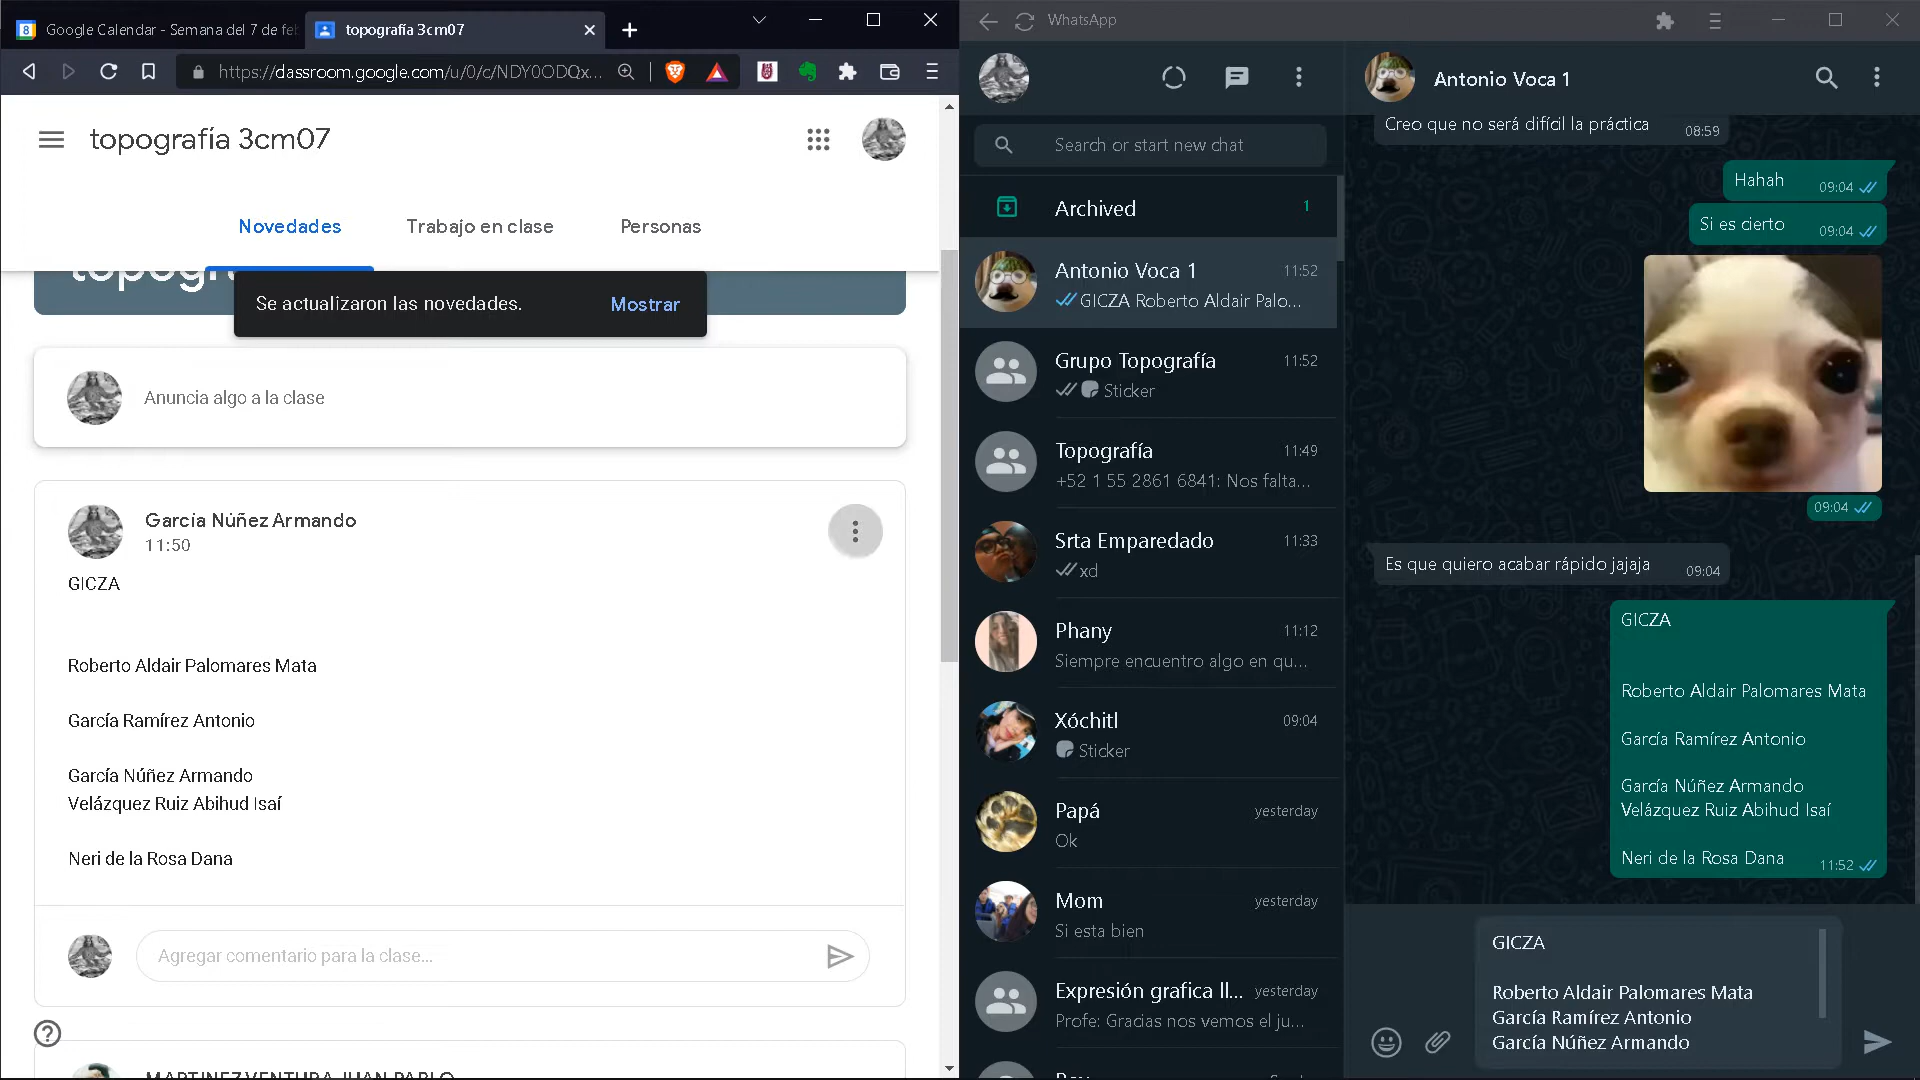 Google Calendar - Semana del 7 de fe
topografía 3cm07
https://classroom.google.com/u/0/c/NDY0ODQx...
topografía 3cm07
Novedades
Trabajo en clase
Personas
Se actualizaron las novedades.
Mostrar
Anuncia algo a la clase
García Núñez Armando
11:50
GICZA
Roberto Aldair Palomares Mata
García Ramírez Antonio
García Núñez Armando
Velázquez Ruiz Abihud Isaí
Neri de la Rosa Dana
Agregar comentario para la clase...
MARTINEZ VENTURA JUAN PABLO
WhatsApp
Search or start new chat
Archived
1
Antonio Voca 1
11:52
GICZA Roberto Aldair Palo...
Grupo Topografía
11:52
Sticker
Topografía
11:49
+52 1 55 2861 6841: Nos falta...
Srta Emparedado
11:33
xd
Phany
11:12
Siempre encuentro algo en qu...
Xóchitl
09:04
Sticker
Papá
yesterday
Ok
Mom
yesterday
Si esta bien
Expresión grafica II...
yesterday
Profe: Gracias nos vemos el ju...
Antonio Voca 1
Creo que no será difícil la práctica
08:59
Hahah
09:04
Si es cierto
09:04
09:04
Es que quiero acabar rápido jajaja
09:04
GICZA
Roberto Aldair Palomares Mata
García Ramírez Antonio
García Núñez Armando
Velázquez Ruiz Abihud Isaí
Neri de la Rosa Dana
11:52
GICZA
Roberto Aldair Palomares Mata
García Ramírez Antonio
García Núñez Armando